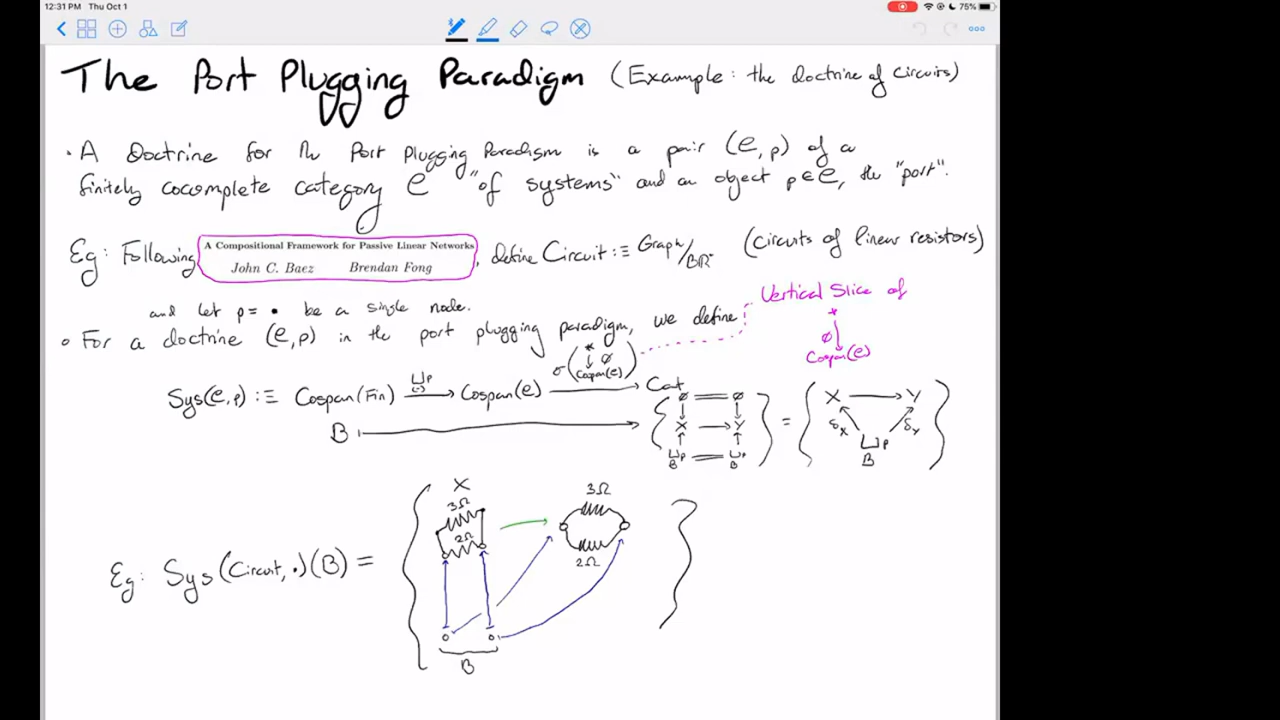 12:31 PM Thu Oct 1
75%
The Port Plugging Paradigm (Example: the doctrine of circuits)
• A Doctrine for the Port Plugging Paradigm is a pair (C, p) of a
finitely cocomplete category C "of systems" and an object p ∈ C, the "port".
Eg: Following A Compositional Framework for Passive Linear Networks John C. Baez Brendan Fong, define Circuit :≡ Graph/Bℝ⁺ (circuits of linear resistors)
and let p = • be a single node.
• For a doctrine (C, p) in the port plugging paradigm, we define
Vertical Slice of
* ↓ ∅ Cospan(C)
Sys(C, p) :≡ Cospan(Fin) ⊔p (-) → Cospan(C) σ(* ↓ ∅ Cospan(C)) → Cat
B ↦ { ∅ = ∅ ↓ ↓ X → Y ↑ ↑ ⊔p B = ⊔p B } = { X → Y δx δy ⊔p B }
X
3Ω 2Ω
3Ω
2Ω
Eg: Sys(Circuit, •)(B) = { }
B